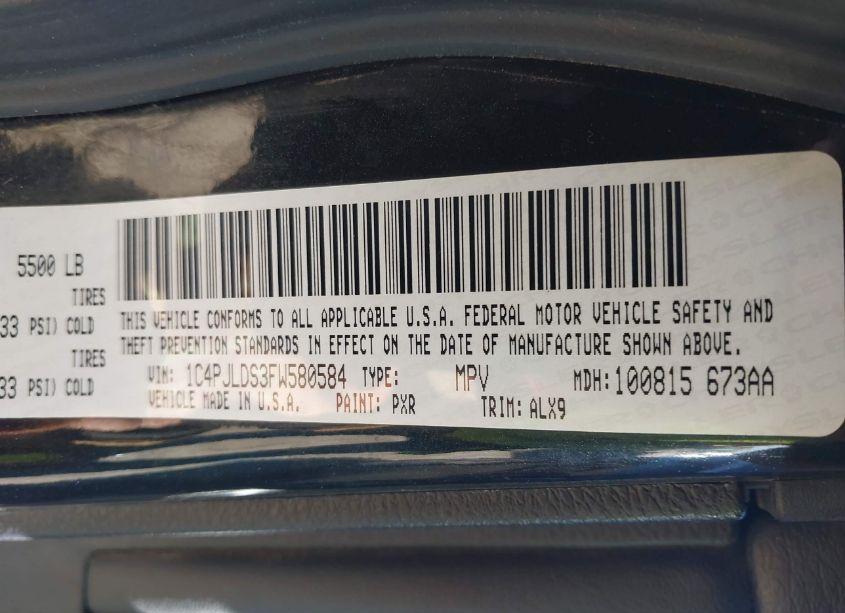 5500 LB
TIRES
33 PSI) COLD
TIRES
33 PSI) COLD
THIS VEHICLE CONFORMS TO ALL APPLICABLE U.S.A. FEDERAL MOTOR VEHICLE SAFETY AND
THEFT PREVENTION STANDARDS IN EFFECT ON THE DATE OF MANUFACTURE SHOWN ABOVE.
VIN: 1C4PJLDS3FW580584 TYPE: MPV MDH: 100815 673AA
VEHICLE MADE IN U.S.A. PAINT: PXR TRIM: ALX9